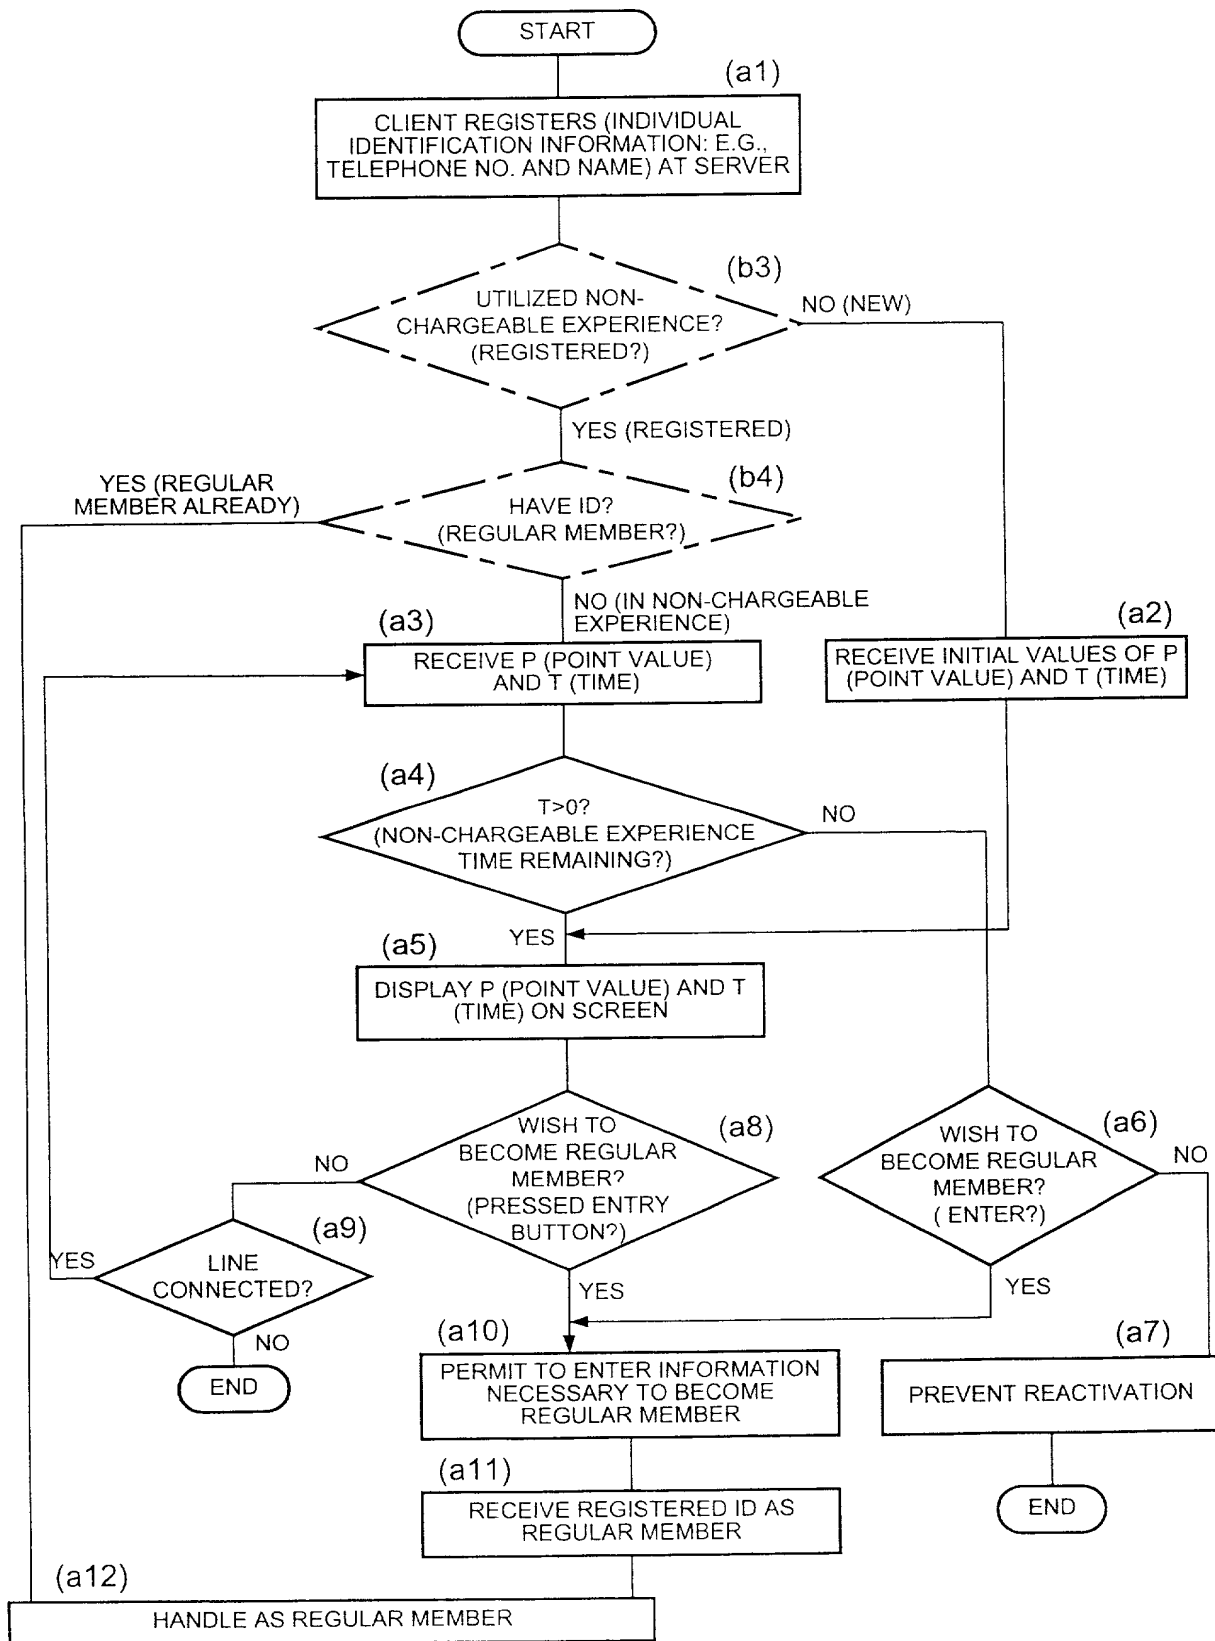 START
(a1)
CLIENT REGISTERS (INDIVIDUAL
IDENTIFICATION INFORMATION: E.G.,
TELEPHONE NO. AND NAME) AT SERVER
(b3)
UTILIZED NON-
CHARGEABLE EXPERIENCE?
(REGISTERED?)
NO (NEW)
YES (REGISTERED)
YES (REGULAR
MEMBER ALREADY)
(b4)
HAVE ID?
(REGULAR MEMBER?)
NO (IN NON-CHARGEABLE
EXPERIENCE)
(a3)
RECEIVE P (POINT VALUE)
AND T (TIME)
(a2)
RECEIVE INITIAL VALUES OF P
(POINT VALUE) AND T (TIME)
(a4)
T>0?
(NON-CHARGEABLE EXPERIENCE
TIME REMAINING?)
NO
YES
(a5)
DISPLAY P (POINT VALUE) AND T
(TIME) ON SCREEN
(a8)
WISH TO
BECOME REGULAR
MEMBER?
(PRESSED ENTRY
BUTTON?)
NO
YES
(a6)
WISH TO
BECOME REGULAR
MEMBER?
( ENTER?)
NO
YES
(a9)
LINE
CONNECTED?
YES
NO
END
(a10)
PERMIT TO ENTER INFORMATION
NECESSARY TO BECOME
REGULAR MEMBER
(a7)
PREVENT REACTIVATION
END
(a11)
RECEIVE REGISTERED ID AS
REGULAR MEMBER
(a12)
HANDLE AS REGULAR MEMBER